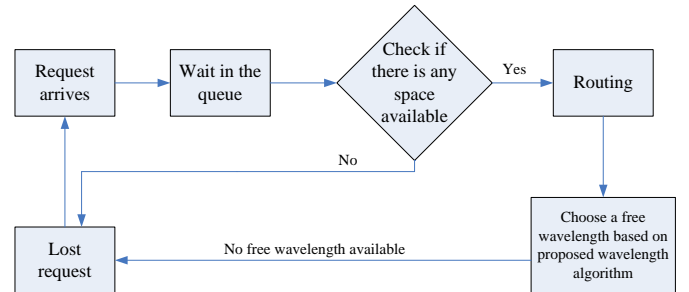 Request
arrives
Wait in the
queue
Check if
there is any
space
available
Yes
Routing
No
Choose a free
wavelength based on
proposed wavelength
algorithm
No free wavelength available
Lost
request